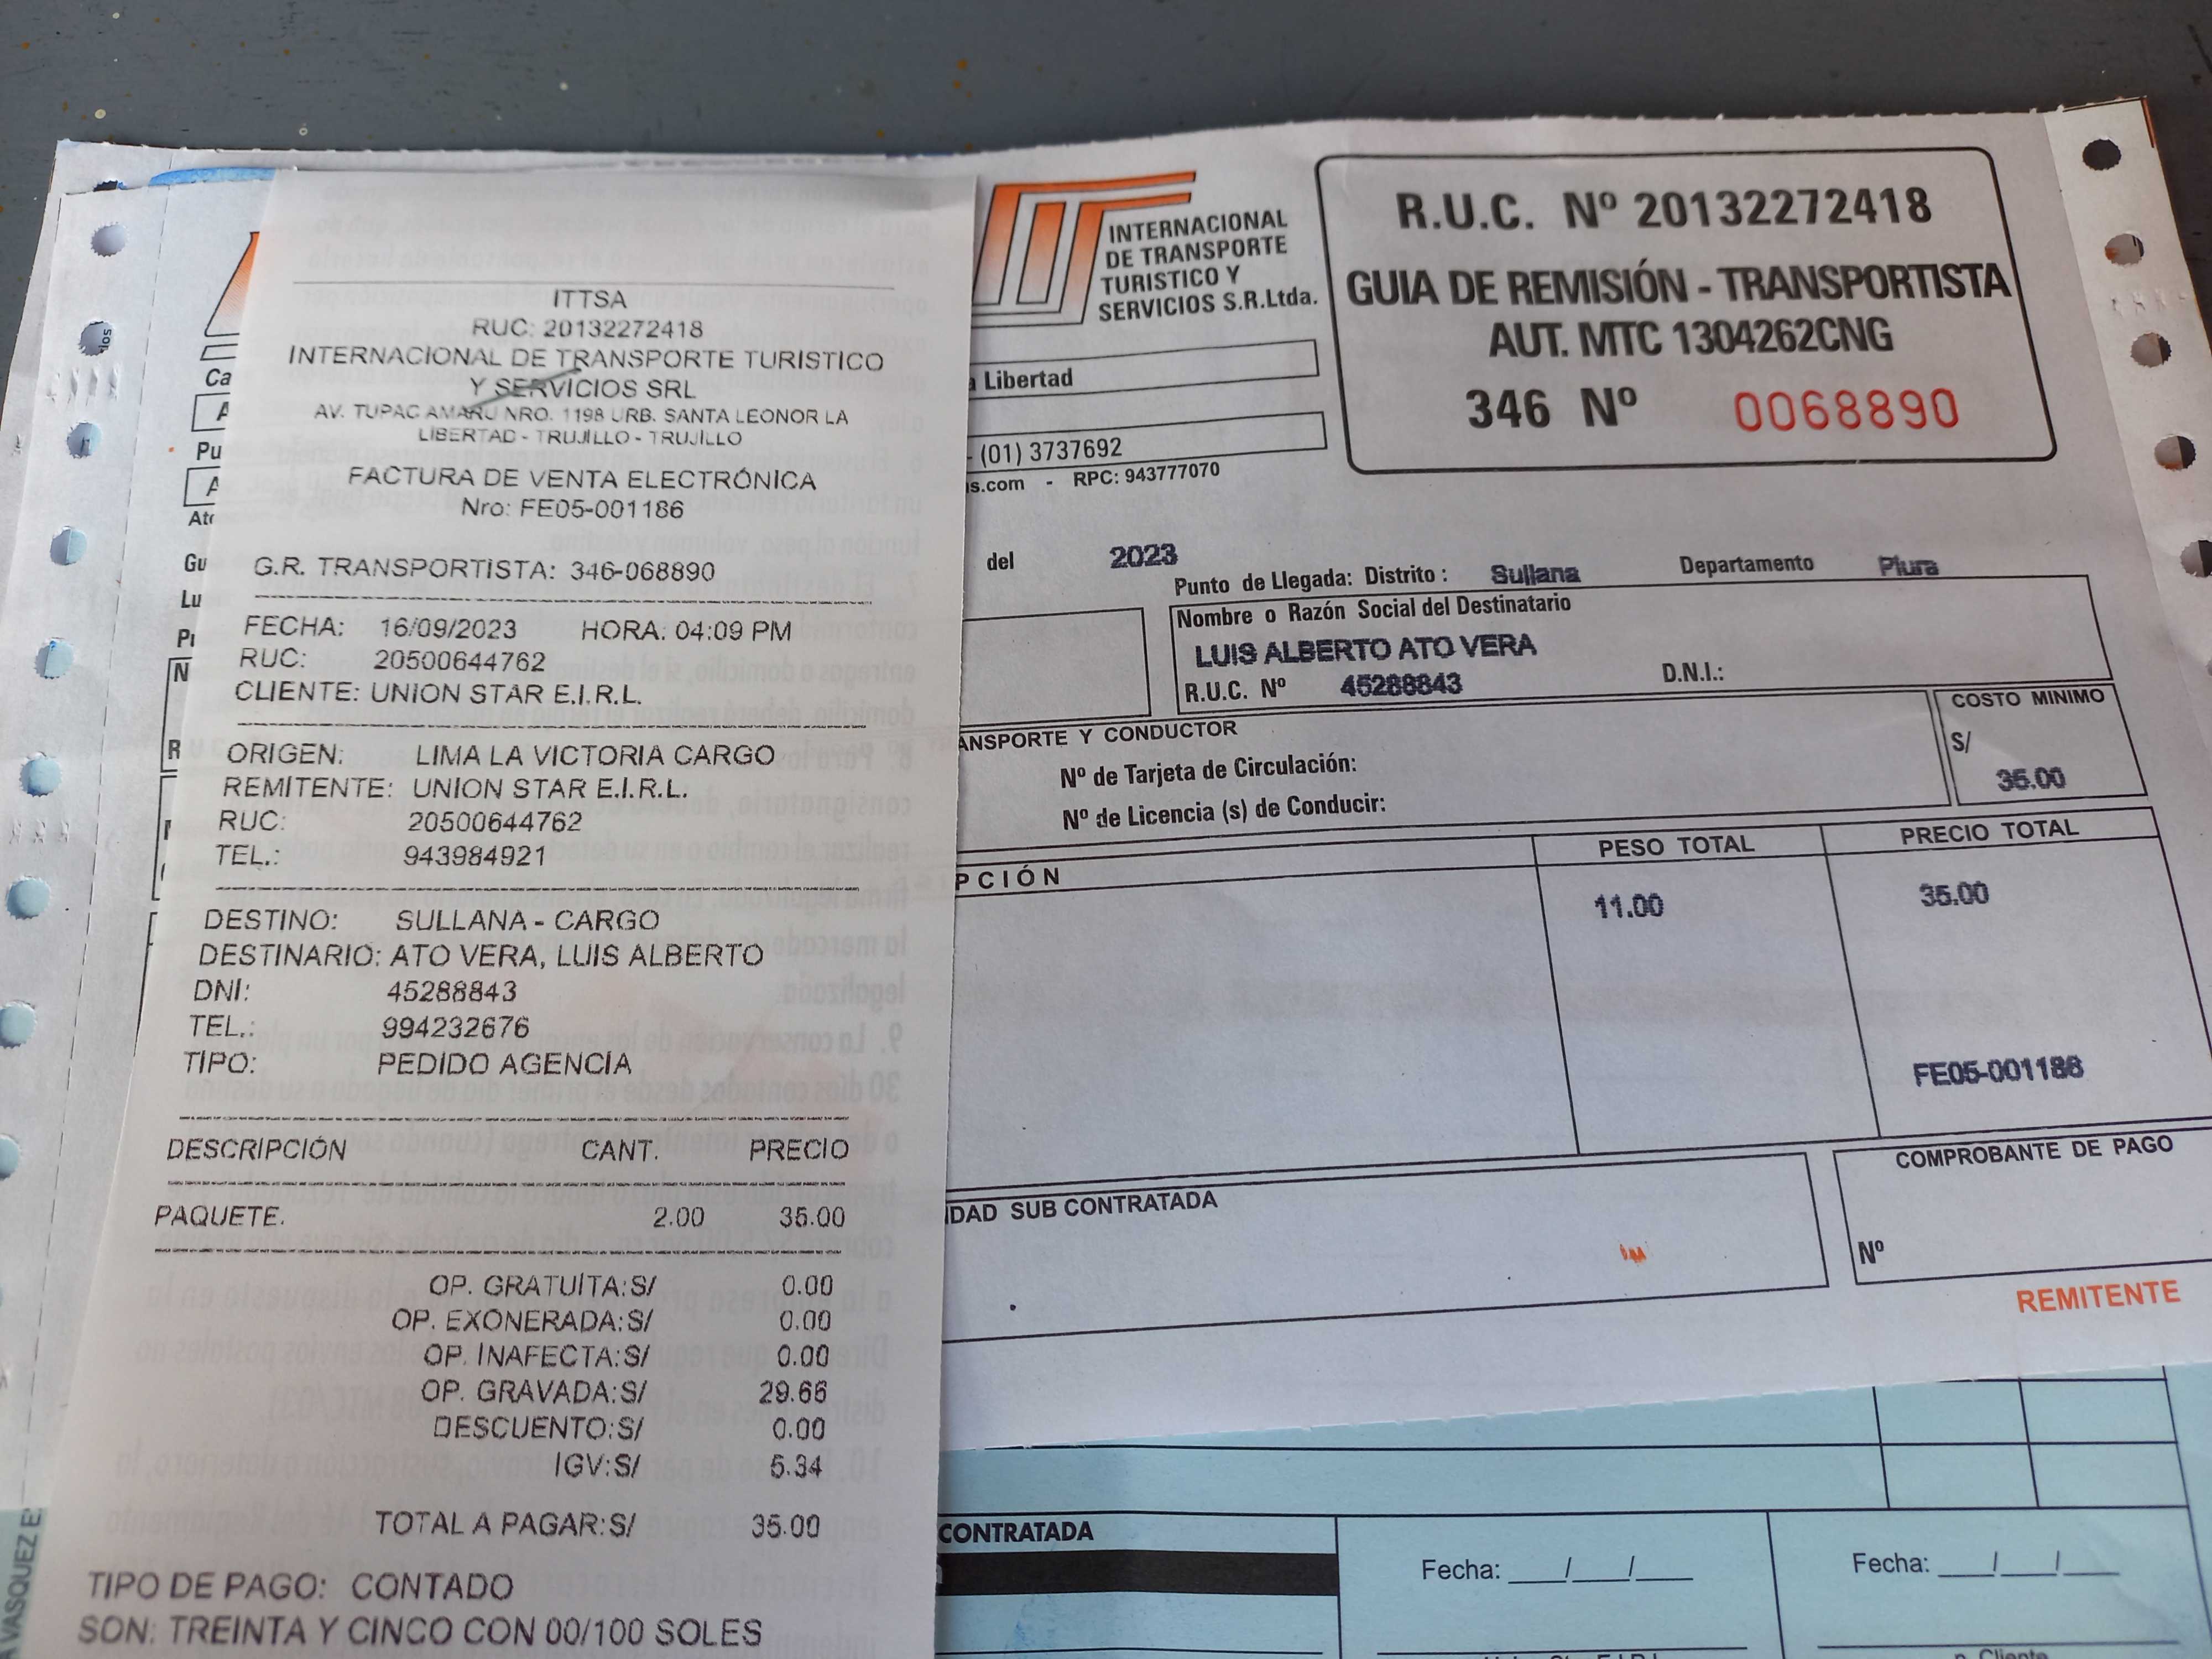 ITTSA
RUC: 20132272418
INTERNACIONAL DE TRANSPORTE TURISTICO
Y SERVICIOS SRL
AV. TUPAC AMARU NRO. 1198 URB. SANTA LEONOR LA
LIBERTAD - TRUJILLO - TRUJILLO
FACTURA DE VENTA ELECTRÓNICA
Nro: FE05-001186
G.R. TRANSPORTISTA: 346-068890
FECHA: 16/09/2023 HORA: 04:09 PM
RUC: 20500644762
CLIENTE: UNION STAR E.I.R.L.
ORIGEN: LIMA LA VICTORIA CARGO
REMITENTE: UNION STAR E.I.R.L.
RUC: 20500644762
TEL.: 943984921
DESTINO: SULLANA - CARGO
DESTINARIO: ATO VERA, LUIS ALBERTO
DNI: 45288843
TEL.: 994232676
TIPO: PEDIDO AGENCIA
DESCRIPCIÓN CANT. PRECIO
PAQUETE. 2.00 35.00
OP. GRATUÍTA:S/ 0.00
OP. EXONERADA:S/ 0.00
OP. INAFECTA:S/ 0.00
OP. GRAVADA:S/ 29.66
DESCUENTO:S/ 0.00
IGV:S/ 5.34
TOTAL A PAGAR:S/ 35.00
TIPO DE PAGO: CONTADO
SON: TREINTA Y CINCO CON 00/100 SOLES
INTERNACIONAL
DE TRANSPORTE
TURISTICO Y
SERVICIOS S.R.Ltda.
R.U.C. Nº 20132272418
GUIA DE REMISIÓN - TRANSPORTISTA
AUT. MTC 1304262CNG
346 Nº 0068890
a Libertad
- (01) 3737692
s.com - RPC: 943777070
del 2023
Punto de Llegada: Distrito : Sullana Departamento Piura
Nombre o Razón Social del Destinatario
LUIS ALBERTO ATO VERA
R.U.C. Nº 45288843 D.N.I.:
ANSPORTE Y CONDUCTOR
Nº de Tarjeta de Circulación:
Nº de Licencia (s) de Conducir:
COSTO MINIMO
S/
35.00
PCIÓN PESO TOTAL PRECIO TOTAL
11.00 35.00
FE05-001186
DAD SUB CONTRATADA
COMPROBANTE DE PAGO
Nº
REMITENTE
CONTRATADA
Fecha: ___/___/___ Fecha: ___/___/___